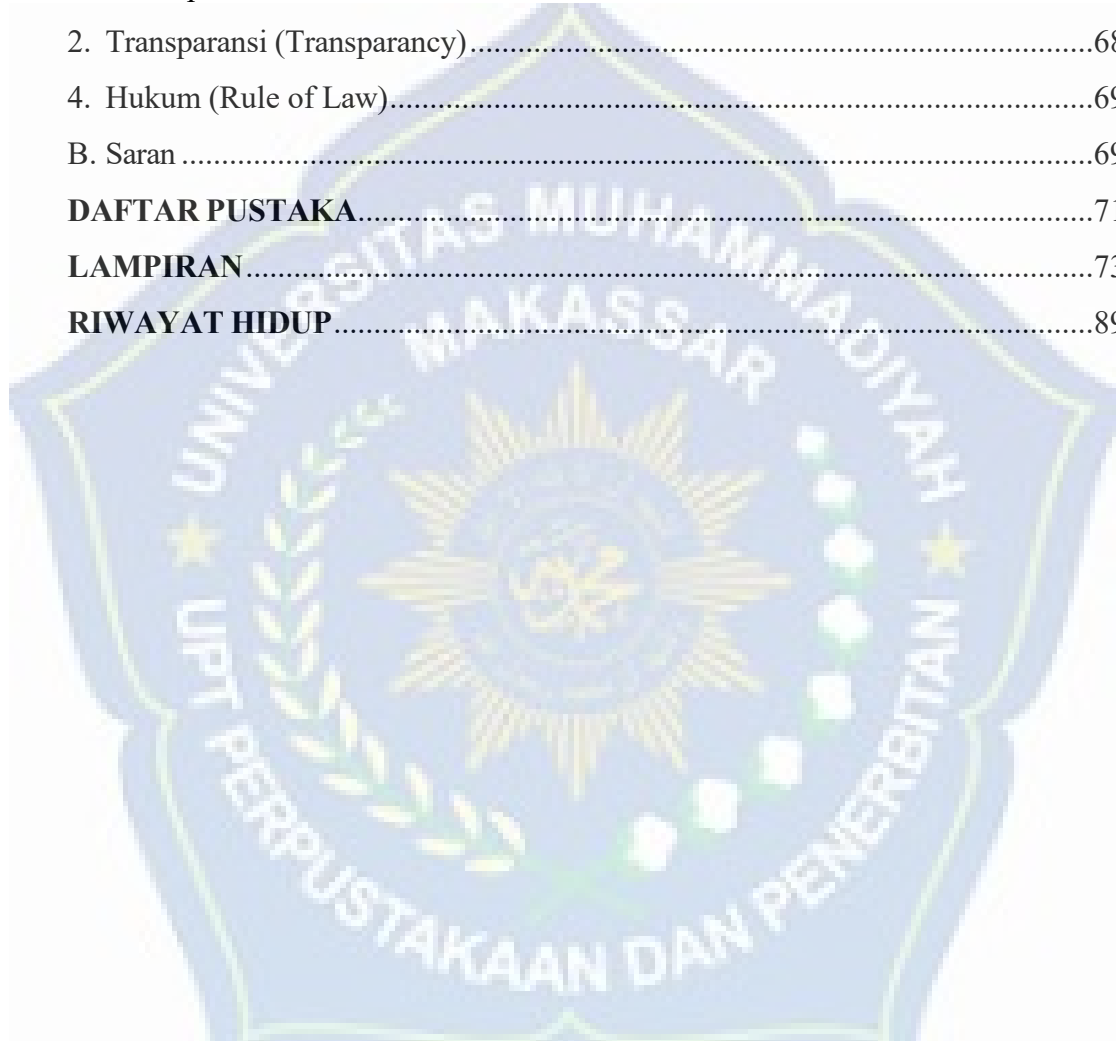 2. Transparansi (Transparancy)..........................................................................68
4. Hukum (Rule of Law)....................................................................................69
B. Saran .............................................................................................................69
DAFTAR PUSTAKA........................................................................................71
LAMPIRAN......................................................................................................73
RIWAYAT HIDUP............................................................................................89
UNIVERSITAS MUHAMMADIYAH
MAKASSAR
UPT PERPUSTAKAAN DAN PENERBITAN